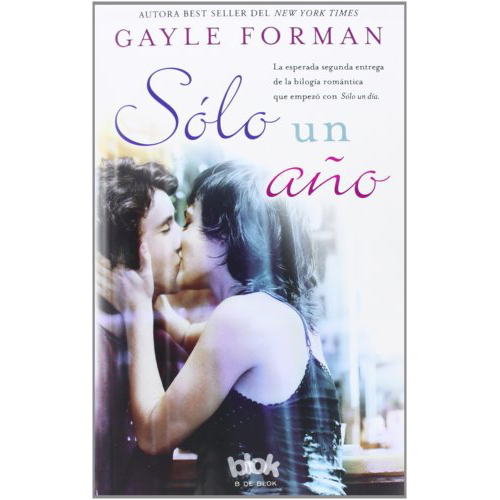 AUTORA BEST SELLER DEL NEW YORK TIMES
GAYLE FORMAN
La esperada segunda entrega
de la bilogía romántica
que empezó con Sólo un día.
Sólo un
año
blok
B DE BLOK